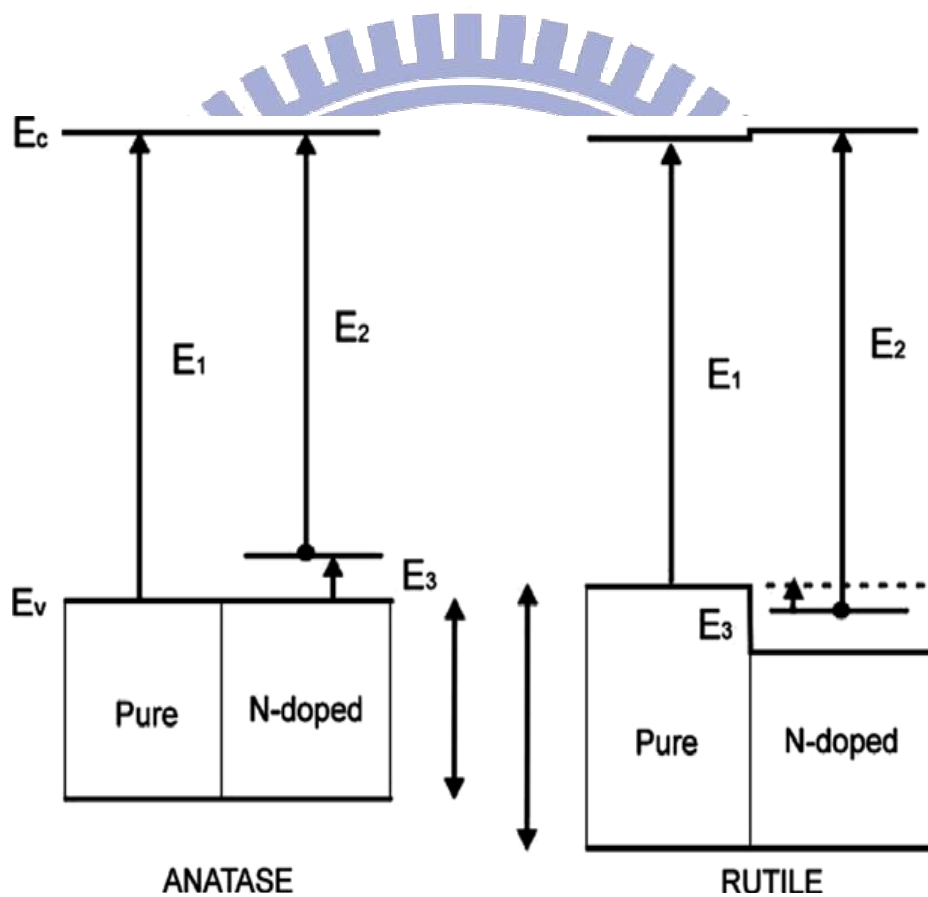 Ec
E1
E2
E3
Ev
Pure
N-doped
ANATASE
E1
E2
E3
Pure
N-doped
RUTILE